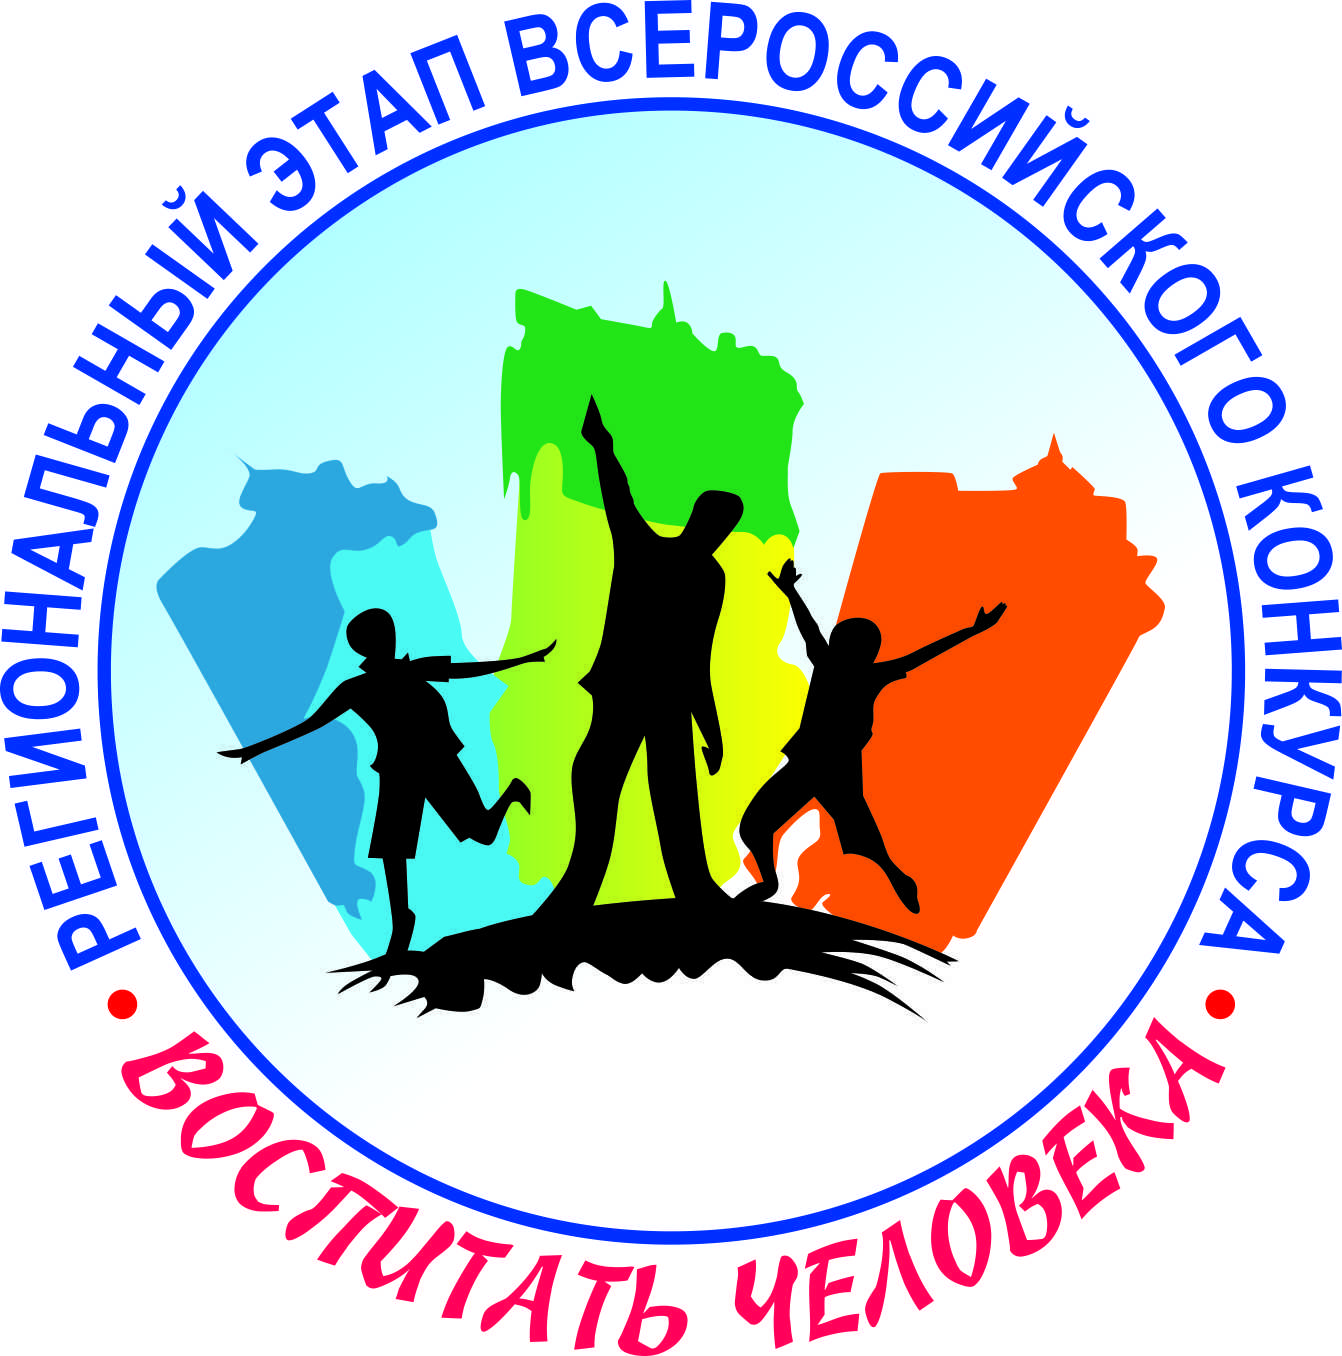 РЕГИОНАЛЬНЫЙ ЭТАП ВСЕРОССИЙСКОГО КОНКУРСА
ВОСПИТАТЬ ЧЕЛОВЕКА